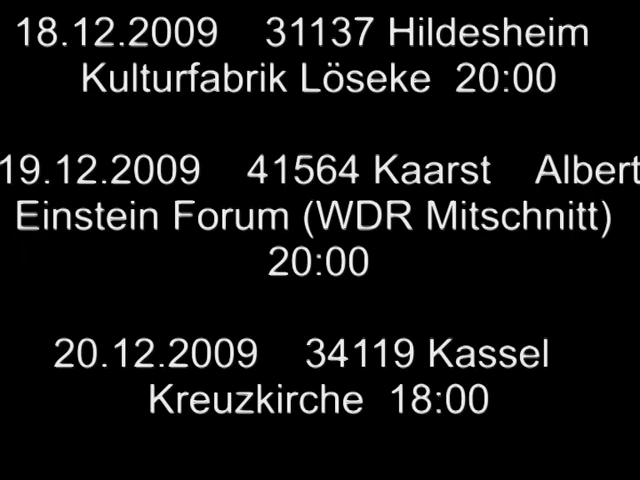 18.12.2009 31137 Hildesheim
Kulturfabrik Löseke 20:00
19.12.2009 41564 Kaarst Albert
Einstein Forum (WDR Mitschnitt)
20:00
20.12.2009 34119 Kassel
Kreuzkirche 18:00